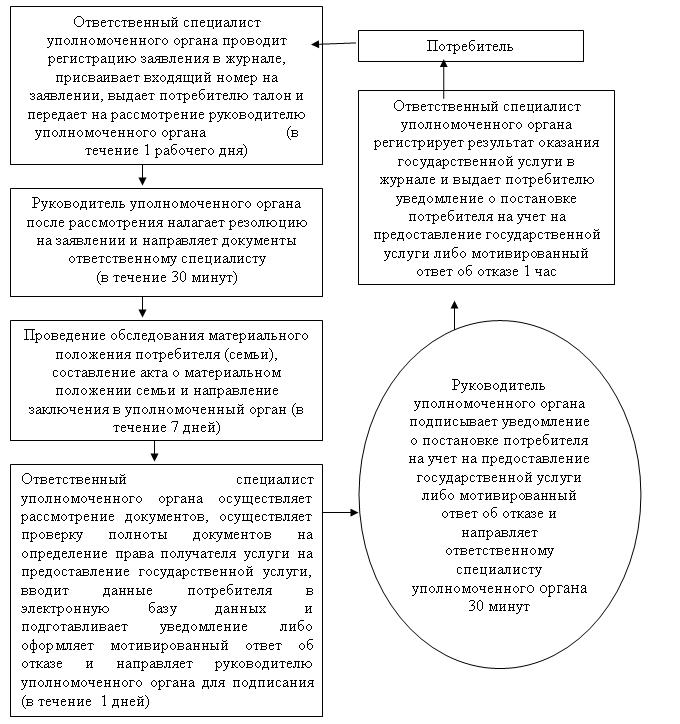 Потребитель
Ответственный специалист
уполномоченного органа проводит
регистрацию заявления в журнале,
присваивает входящий номер на
заявлении, выдает потребителю талон и
передает на рассмотрение руководителю
уполномоченного органа (в
течение 1 рабочего дня)
Руководитель уполномоченного органа
после рассмотрения налагает резолюцию
на заявлении и направляет документы
ответственному специалисту
(в течение 30 минут)
Проведение обследования материального
положения потребителя (семьи),
составление акта о материальном
положении семьи и направление
заключения в уполномоченный орган (в
течение 7 дней)
Ответственный специалист
уполномоченного органа осуществляет
рассмотрение документов, осуществляет
проверку полноты документов на
определение права получателя услуги на
предоставление государственной услуги,
вводит данные потребителя в
электронную базу данных и
подготавливает уведомление либо
оформляет мотивированный ответ об
отказе и направляет руководителю
уполномоченного органа для подписания
(в течение 1 дней)
Руководитель
уполномоченного органа
подписывает уведомление
о постановке потребителя
на учет на предоставление
государственной услуги
либо мотивированный
ответ об отказе и
направляет
ответственному
специалисту
уполномоченного органа
30 минут
Ответственный специалист
уполномоченного органа
регистрирует результат оказания
государственной услуги в
журнале и выдает потребителю
уведомление о постановке
потребителя на учет на
предоставление государственной
услуги либо мотивированный
ответ об отказе 1 час